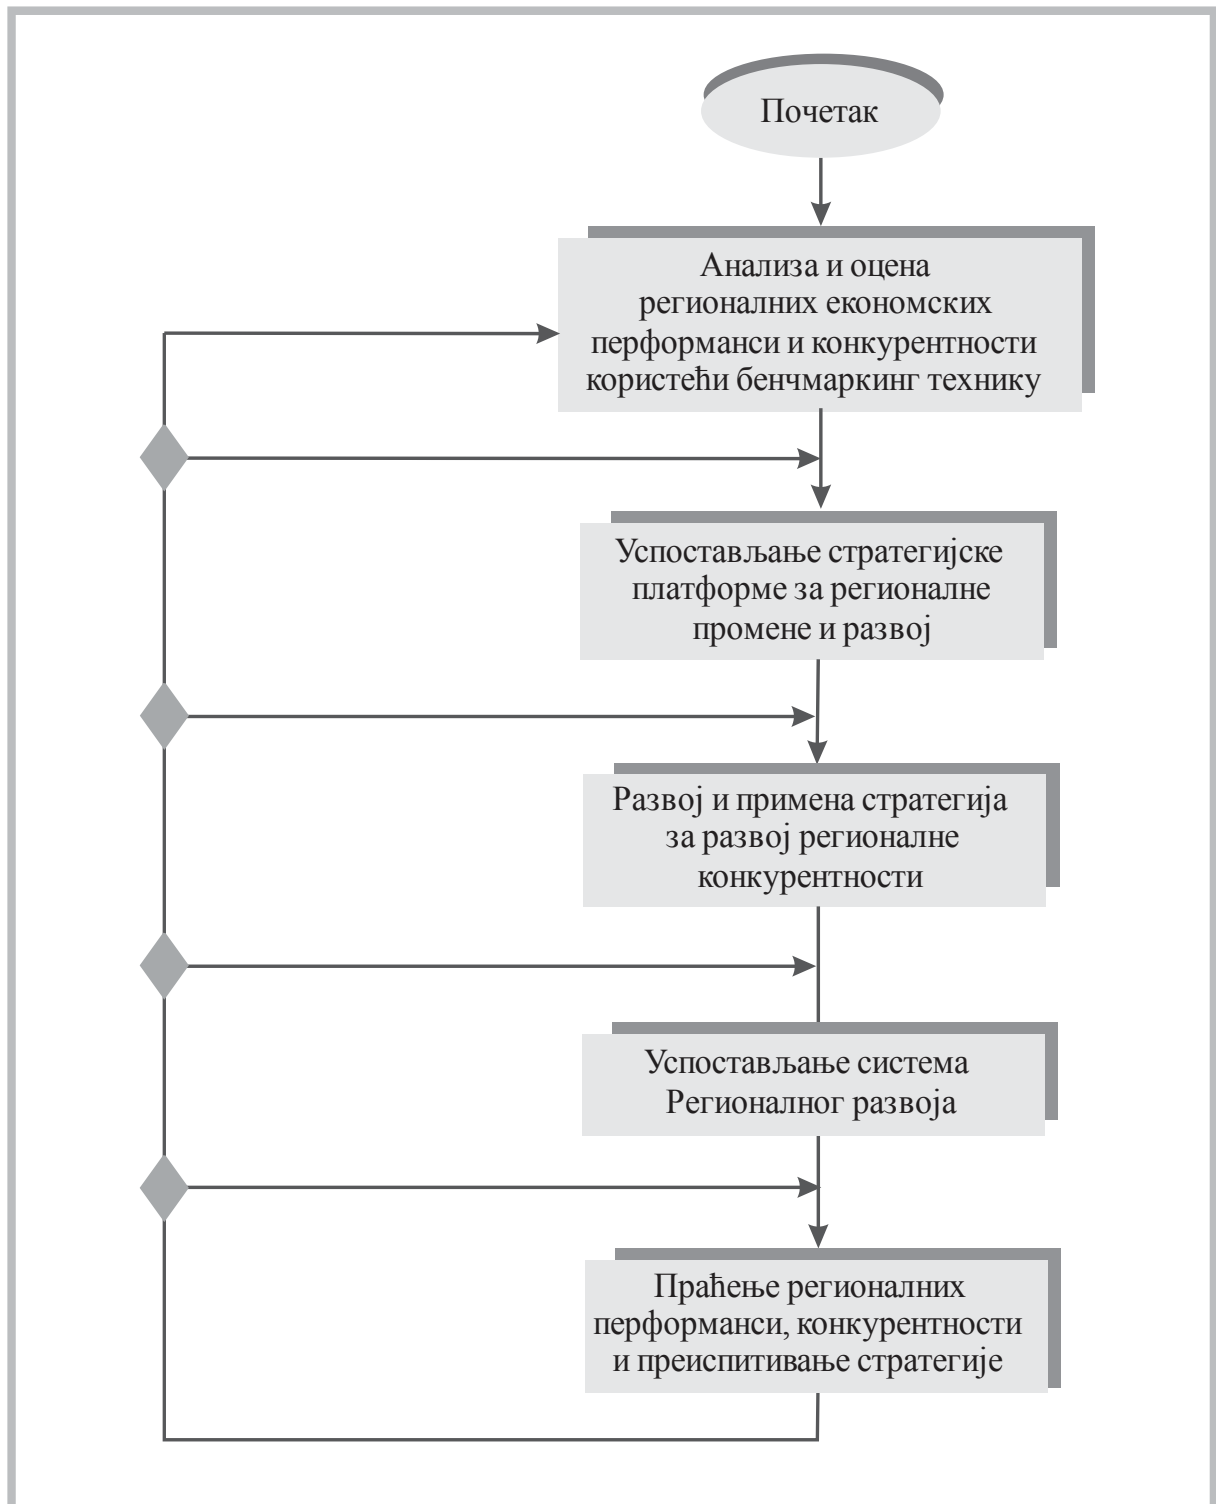 Почетак
Анализа и оцена
регионалних економских
перформанси и конкурентности
користећи бенчмаркинг технику
Успостављање стратегијске
платформе за регионалне
промене и развој
Развој и примена стратегија
за развој регионалне
конкурентности
Успостављање система
Регионалног развоја
Праћење регионалних
перформанси, конкурентности
и преиспитивање стратегије